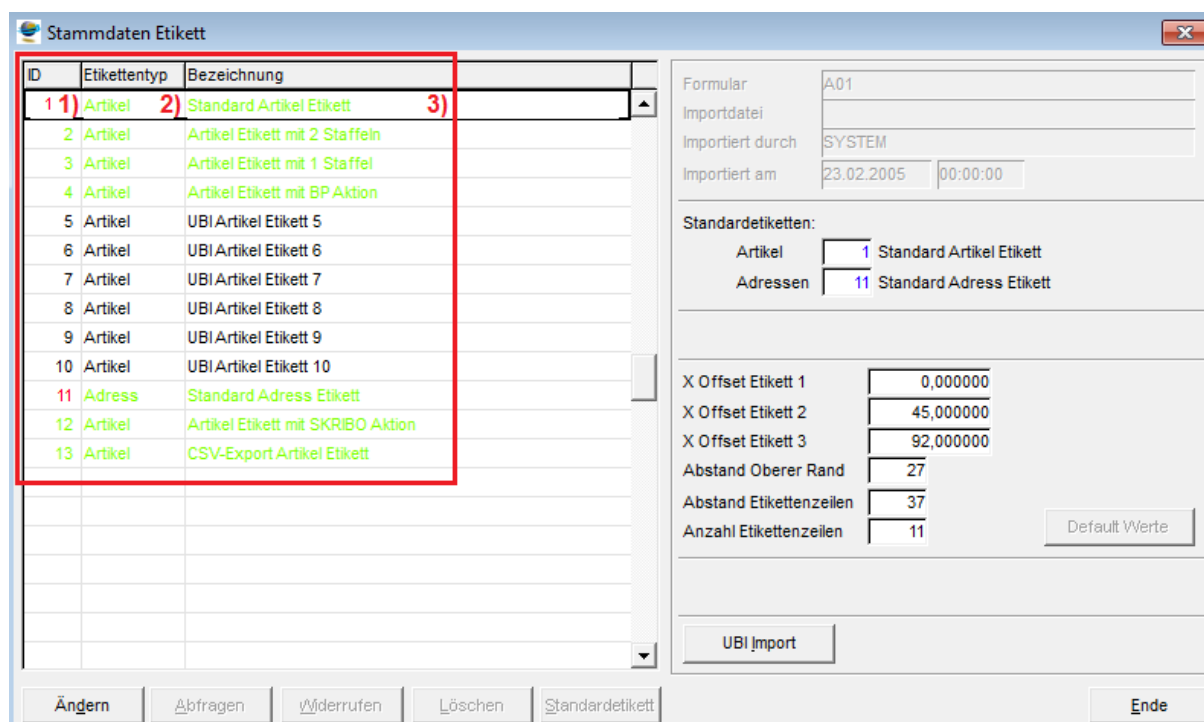 Stammdaten Etikett
ID Etikettentyp Bezeichnung
1 1) Artikel 2) Standard Artikel Etikett 3)
2 Artikel Artikel Etikett mit 2 Staffeln
3 Artikel Artikel Etikett mit 1 Staffel
4 Artikel Artikel Etikett mit BP Aktion
5 Artikel UBI Artikel Etikett 5
6 Artikel UBI Artikel Etikett 6
7 Artikel UBI Artikel Etikett 7
8 Artikel UBI Artikel Etikett 8
9 Artikel UBI Artikel Etikett 9
10 Artikel UBI Artikel Etikett 10
11 Adress Standard Adress Etikett
12 Artikel Artikel Etikett mit SKRIBO Aktion
13 Artikel CSV-Export Artikel Etikett
Formular A01
Importdatei
Importiert durch SYSTEM
Importiert am 23.02.2005 00:00:00
Standardetiketten:
Artikel 1 Standard Artikel Etikett
Adressen 11 Standard Adress Etikett
X Offset Etikett 1 0,000000
X Offset Etikett 2 45,000000
X Offset Etikett 3 92,000000
Abstand Oberer Rand 27
Abstand Etikettenzeilen 37
Anzahl Etikettenzeilen 11
Default Werte
UBI Import
Ändern Abfragen Widerrufen Löschen Standardetikett Ende